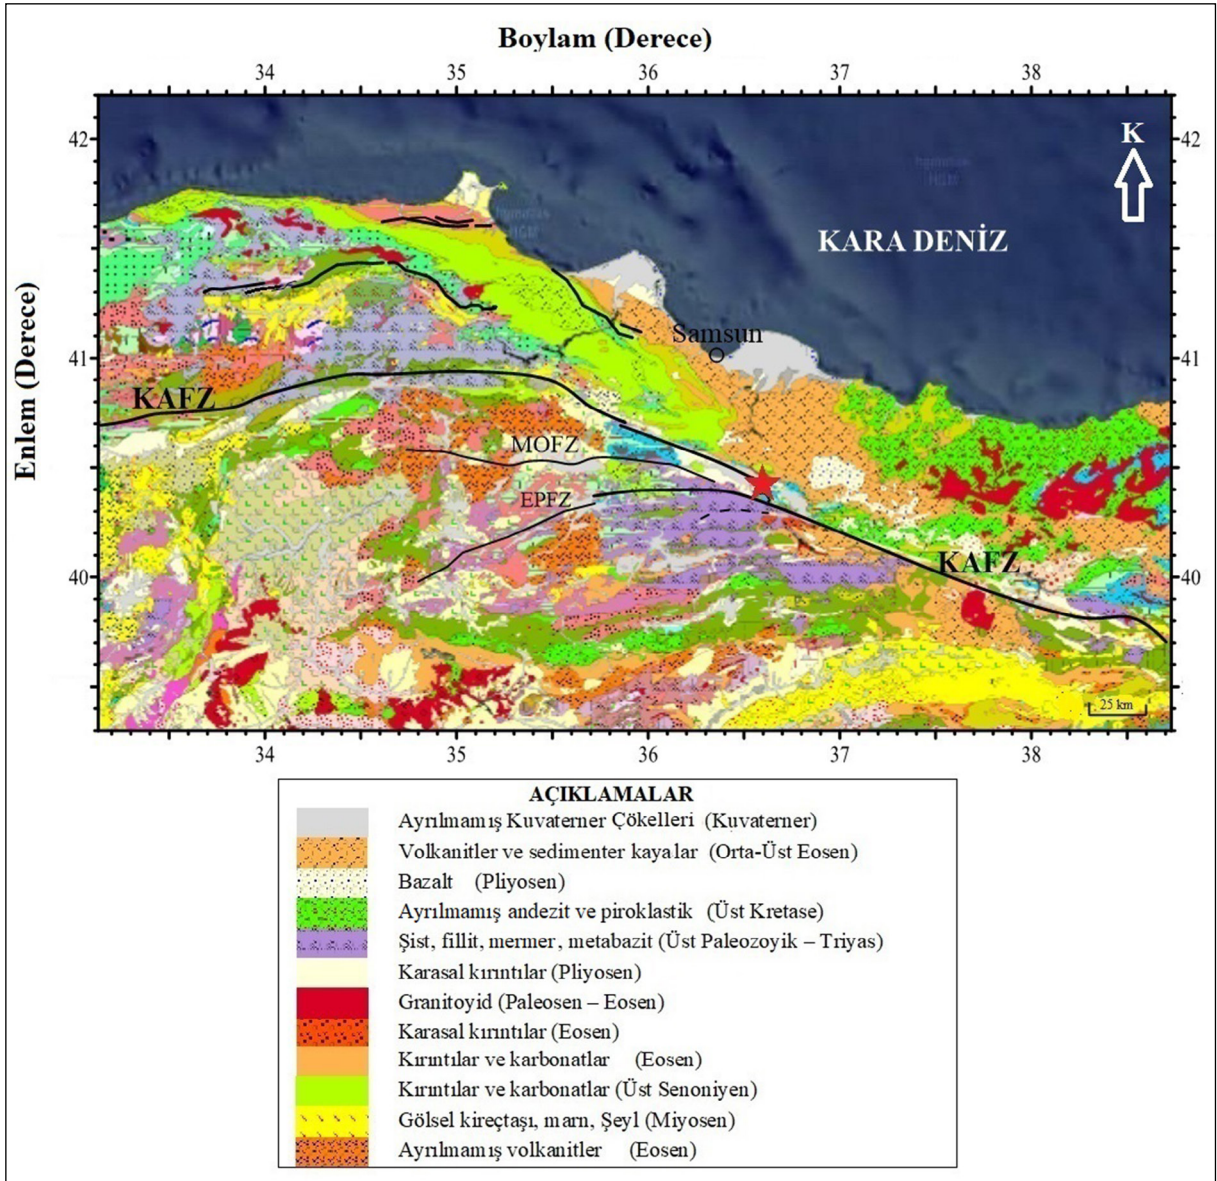 Boylam (Derece)
34 35 36 37 38
42 42
K
KARA DENİZ
Samsun
41 41
Enlem (Derece)
KAFZ
MOFZ
EPFZ
KAFZ
40 40
25 km
34 35 36 37 38
AÇIKLAMALAR
Ayrılmamış Kuvaterner Çökelleri (Kuvaterner)
Volkanitler ve sedimenter kayalar (Orta-Üst Eosen)
Bazalt (Pliyosen)
Ayrılmamış andezit ve piroklastik (Üst Kretase)
Şist, fillit, mermer, metabazit (Üst Paleozoyik – Triyas)
Karasal kırıntılar (Pliyosen)
Granitoyid (Paleosen – Eosen)
Karasal kırıntılar (Eosen)
Kırıntılar ve karbonatlar (Eosen)
Kırıntılar ve karbonatlar (Üst Senoniyen)
Gölsel kireçtaşı, marn, Şeyl (Miyosen)
Ayrılmamış volkanitler (Eosen)